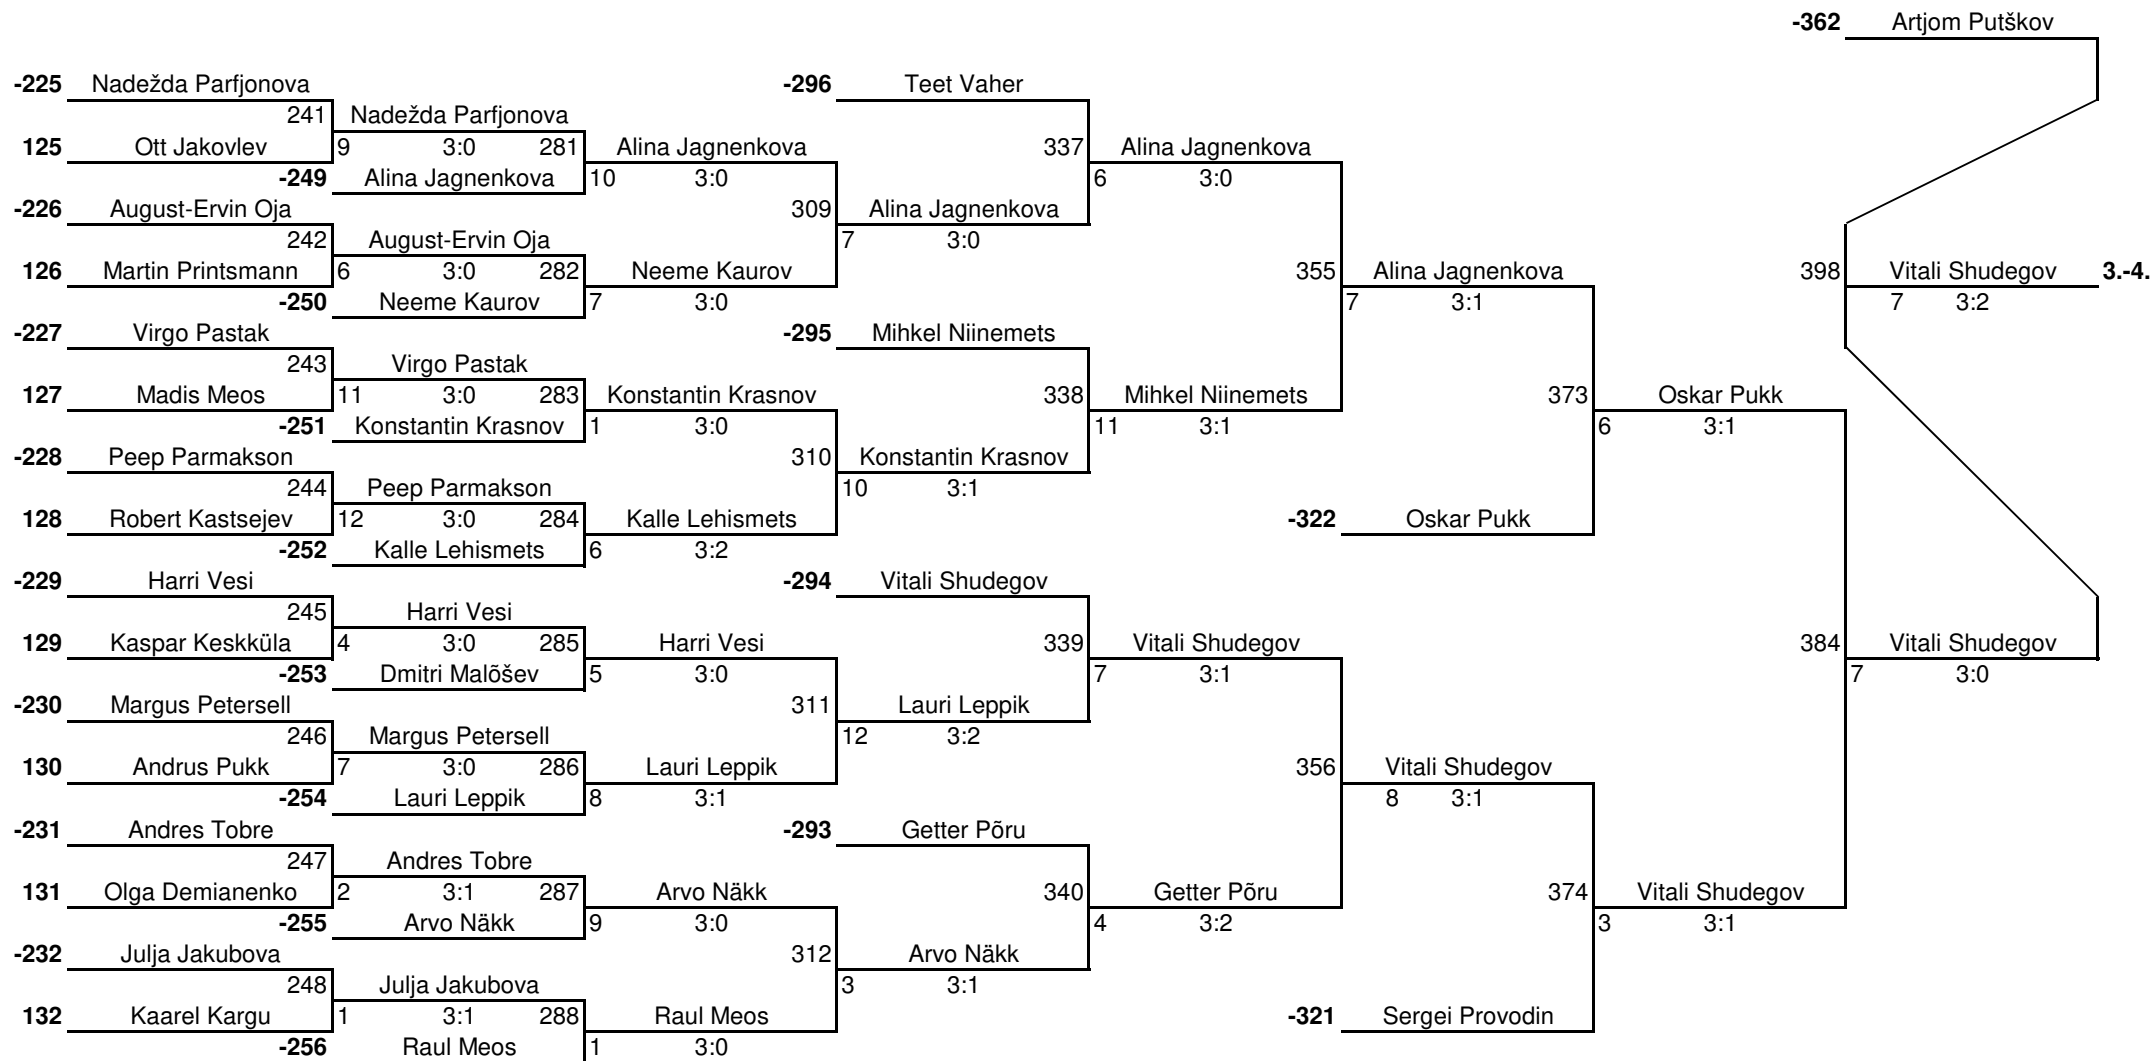 -362 Artjom Putškov
-225 Nadežda Parfjonova -296 Teet Vaher
241 Nadežda Parfjonova
125 Ott Jakovlev 9 3:0 281 Alina Jagnenkova 337 Alina Jagnenkova
-249 Alina Jagnenkova 10 3:0 6 3:0
-226 August-Ervin Oja 309 Alina Jagnenkova
242 August-Ervin Oja 7 3:0
126 Martin Printsmann 6 3:0 282 Neeme Kaurov 355 Alina Jagnenkova 398 Vitali Shudegov 3.-4.
-250 Neeme Kaurov 7 3:0 7 3:1 7 3:2
-227 Virgo Pastak -295 Mihkel Niinemets
243 Virgo Pastak
127 Madis Meos 11 3:0 283 Konstantin Krasnov 338 Mihkel Niinemets 373 Oskar Pukk
-251 Konstantin Krasnov 1 3:0 11 3:1 6 3:1
-228 Peep Parmakson 310 Konstantin Krasnov
244 Peep Parmakson 10 3:1
128 Robert Kastsejev 12 3:0 284 Kalle Lehismets -322 Oskar Pukk
-252 Kalle Lehismets 6 3:2
-229 Harri Vesi -294 Vitali Shudegov
245 Harri Vesi
129 Kaspar Keskküla 4 3:0 285 Harri Vesi 339 Vitali Shudegov 384 Vitali Shudegov
-253 Dmitri Malõšev 5 3:0 7 3:1 7 3:0
-230 Margus Petersell 311 Lauri Leppik
246 Margus Petersell 12 3:2
130 Andrus Pukk 7 3:0 286 Lauri Leppik 356 Vitali Shudegov
-254 Lauri Leppik 8 3:1 8 3:1
-231 Andres Tobre -293 Getter Põru
247 Andres Tobre
131 Olga Demianenko 2 3:1 287 Arvo Näkk 340 Getter Põru 374 Vitali Shudegov
-255 Arvo Näkk 9 3:0 4 3:2 3 3:1
-232 Julja Jakubova 312 Arvo Näkk
248 Julja Jakubova 3 3:1
132 Kaarel Kargu 1 3:1 288 Raul Meos -321 Sergei Provodin
-256 Raul Meos 1 3:0